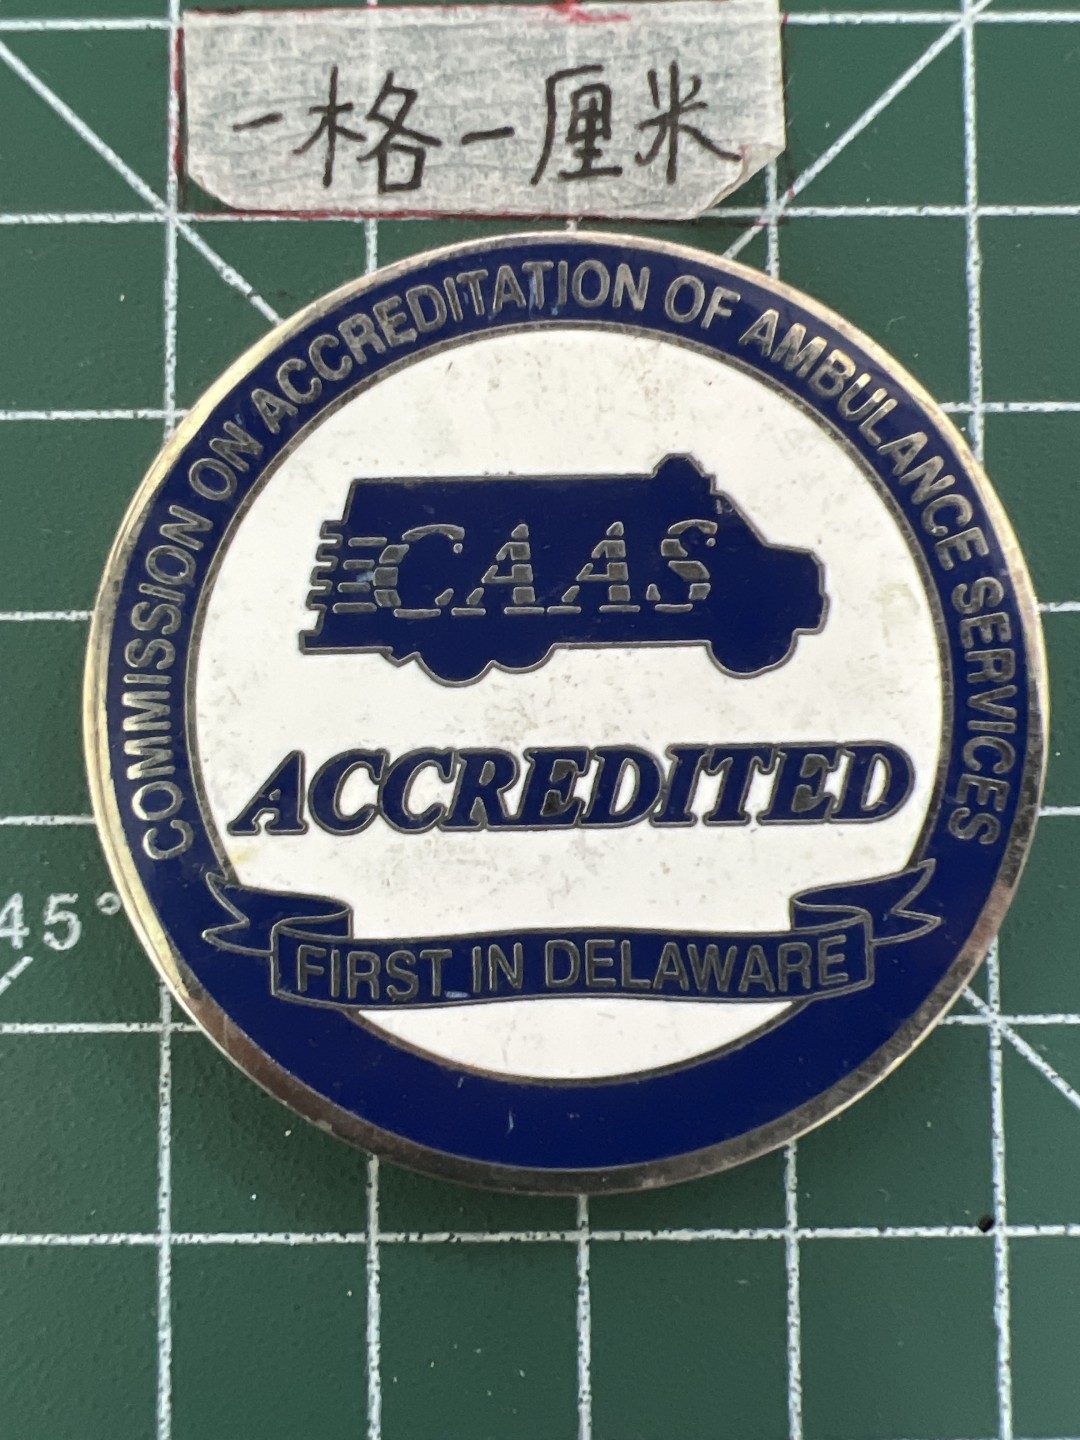 一格一厘米
COMMISSION ON ACCREDITATION OF AMBULANCE SERVICES
CAAS
ACCREDITED
45°
FIRST IN DELAWARE